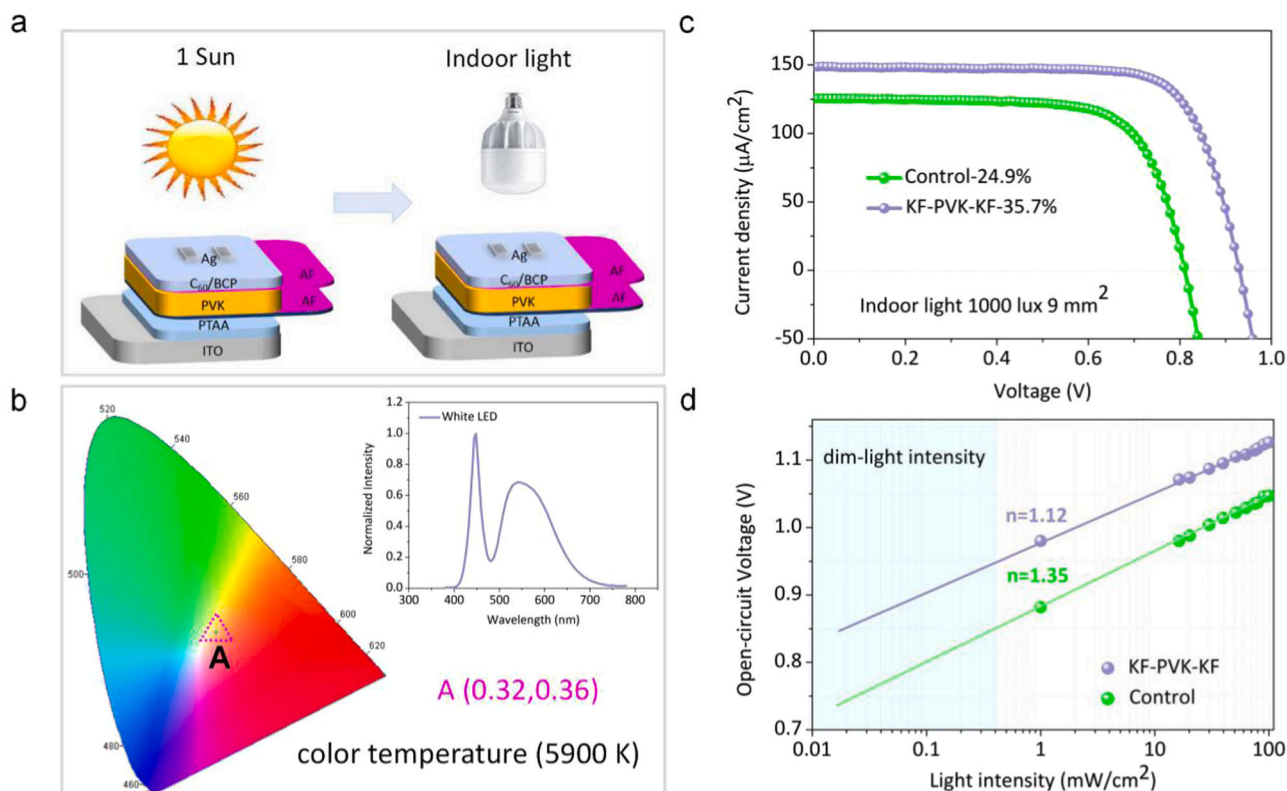 a
1 Sun
Indoor light
Ag
C60/BCP
AF
PVK
AF
PTAA
ITO
Ag
C60/BCP
AF
PVK
AF
PTAA
ITO
b
520
540
560
580
600
620
500
480
460
A
A (0.32,0.36)
color temperature (5900 K)
White LED
Normalized Intensity
1.2
1.0
0.8
0.6
0.4
0.2
0.0
300 400 500 600 700 800
Wavelength (nm)
c
Current density (μA/cm²)
150
125
100
75
50
25
0
-50
Control-24.9%
KF-PVK-KF-35.7%
Indoor light 1000 lux 9 mm²
0.0 0.2 0.4 0.6 0.8 1.0
Voltage (V)
d
Open-circuit Voltage (V)
1.1
1.0
0.9
0.8
0.7
dim-light intensity
n=1.12
n=1.35
KF-PVK-KF
Control
0.01 0.1 1 10 100
Light intensity (mW/cm²)